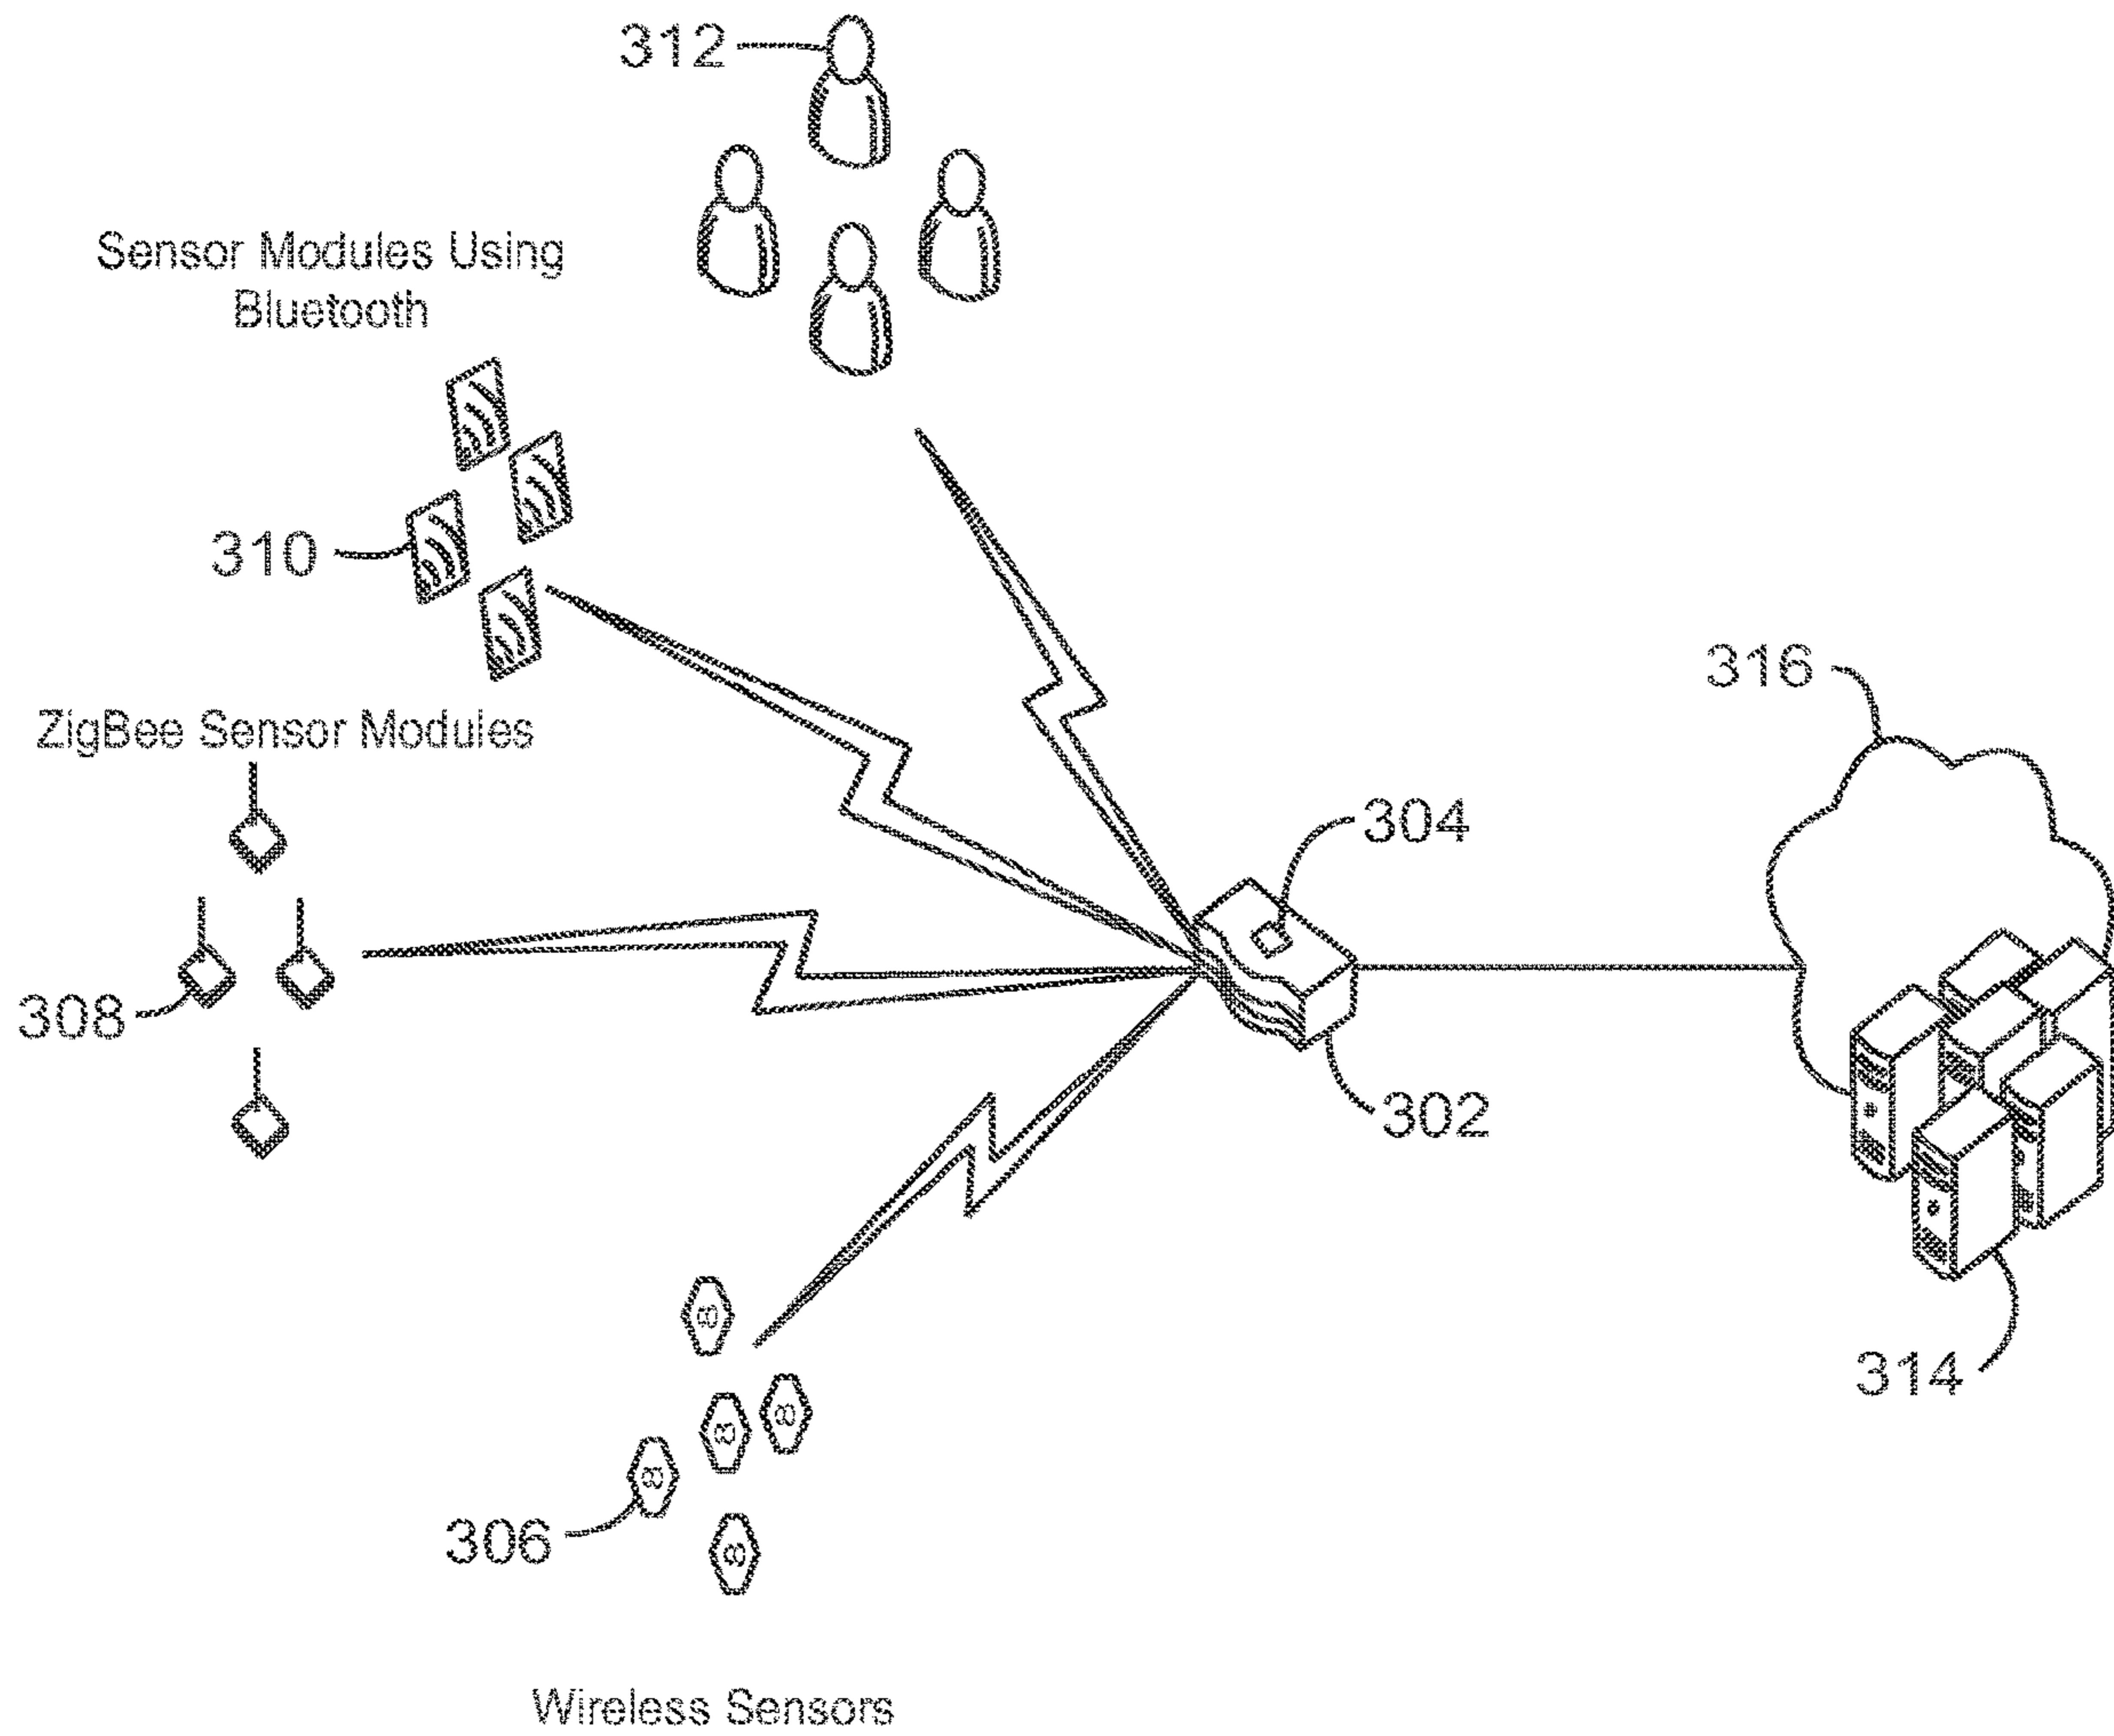 312
Sensor Modules Using
Bluetooth
310
316
ZigBee Sensor Modules
304
308
302
314
306
Wireless Sensors